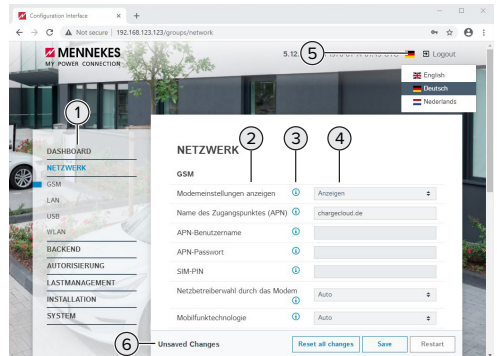 Configuration Interface
Not secure | 192.168.123.123/groups/network
MENNEKES
MY POWER CONNECTION
5.12.
5
Logout
English
Deutsch
Nederlands
1
DASHBOARD
NETZWERK
GSM
LAN
USB
WLAN
BACKEND
AUTORISIERUNG
LASTMANAGEMENT
INSTALLATION
SYSTEM
NETZWERK
2
3
4
GSM
Modemeinstellungen anzeigen
Anzeigen
Name des Zugangspunktes (APN)
chargecloud.de
APN-Benutzername
APN-Passwort
SIM-PIN
Netzbetreiberwahl durch das Modem
Auto
Mobilfunktechnologie
Auto
6
Unsaved Changes
Reset all changes
Save
Restart